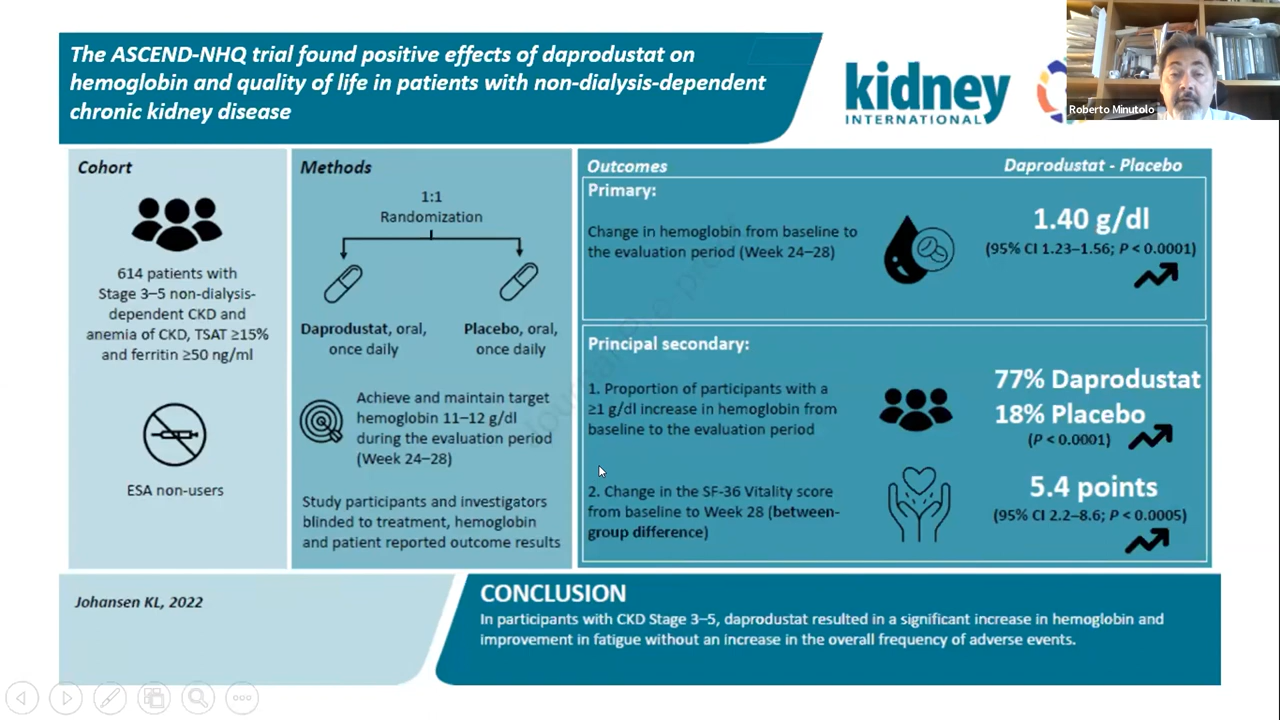 The ASCEND-NHQ trial found positive effects of daprodustat on
hemoglobin and quality of life in patients with non-dialysis-dependent
chronic kidney disease
kidney
INTERNATIONAL
Roberto Minutolo
Cohort
614 patients with
Stage 3–5 non-dialysis-
dependent CKD and
anemia of CKD, TSAT ≥15%
and ferritin ≥50 ng/ml
ESA non-users
Methods
1:1
Randomization
Daprodustat, oral,
once daily
Placebo, oral,
once daily
Achieve and maintain target
hemoglobin 11–12 g/dl
during the evaluation period
(Week 24–28)
Study participants and investigators
blinded to treatment, hemoglobin
and patient reported outcome results
Outcomes
Daprodustat - Placebo
Primary:
Change in hemoglobin from baseline to
the evaluation period (Week 24–28)
1.40 g/dl
(95% CI 1.23–1.56; P < 0.0001)
Principal secondary:
1. Proportion of participants with a
≥1 g/dl increase in hemoglobin from
baseline to the evaluation period
77% Daprodustat
18% Placebo
(P < 0.0001)
2. Change in the SF-36 Vitality score
from baseline to Week 28 (between-
group difference)
5.4 points
(95% CI 2.2–8.6; P < 0.0005)
Johansen KL, 2022
CONCLUSION
In participants with CKD Stage 3–5, daprodustat resulted in a significant increase in hemoglobin and
improvement in fatigue without an increase in the overall frequency of adverse events.